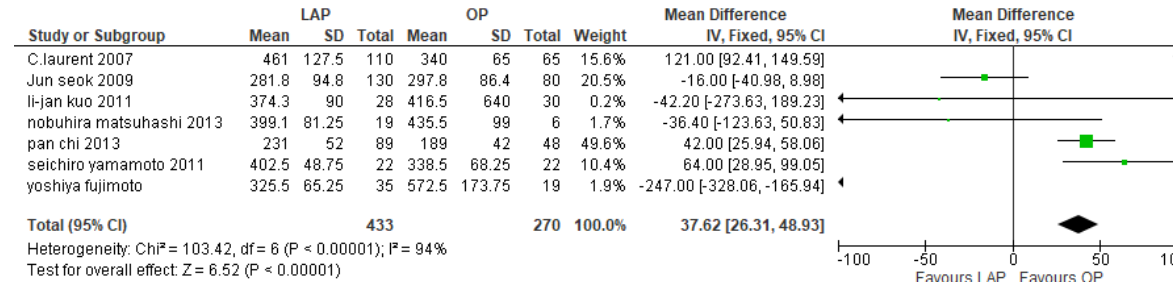 LAP OP Mean Difference Mean Difference
Study or Subgroup Mean SD Total Mean SD Total Weight IV, Fixed, 95% CI IV, Fixed, 95% CI
C.laurent 2007 461 127.5 110 340 65 65 15.6% 121.00 [92.41, 149.59]
Jun seok 2009 281.8 94.8 130 297.8 86.4 80 20.5% -16.00 [-40.98, 8.98]
li-jan kuo 2011 374.3 90 28 416.5 640 30 0.2% -42.20 [-273.63, 189.23]
nobuhira matsuhashi 2013 399.1 81.25 19 435.5 99 6 1.7% -36.40 [-123.63, 50.83]
pan chi 2013 231 52 89 189 42 48 49.6% 42.00 [25.94, 58.06]
seichiro yamamoto 2011 402.5 48.75 22 338.5 68.25 22 10.4% 64.00 [28.95, 99.05]
yoshiya fujimoto 325.5 65.25 35 572.5 173.75 19 1.9% -247.00 [-328.06, -165.94]
Total (95% CI) 433 270 100.0% 37.62 [26.31, 48.93]
Heterogeneity: Chi² = 103.42, df = 6 (P < 0.00001); I² = 94%
Test for overall effect: Z = 6.52 (P < 0.00001)
-100 -50 0 50
Favours LAP Favours OP